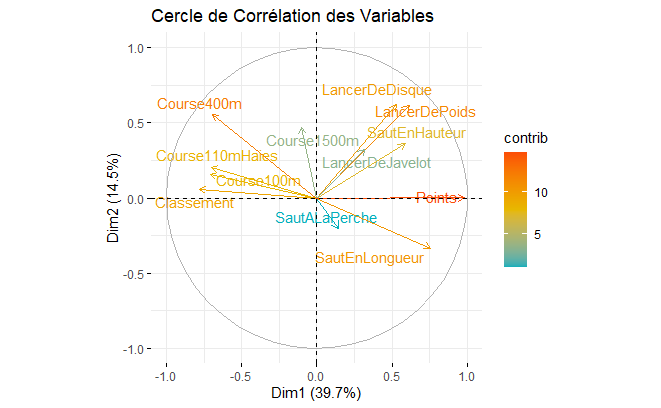 Cercle de Corrélation des Variables
1.0
0.5
0.0
-0.5
-1.0
Dim2 (14.5%)
LancerDeDisque
Course400m
LancerDePoids
SautEnHauteur
Course1500m
Course110mHaies
LancerDeJavelot
Course100m
Points
Classement
SautALaPerche
SautEnLongueur
-1.0 -0.5 0.0 0.5 1.0
Dim1 (39.7%)
contrib
10
5